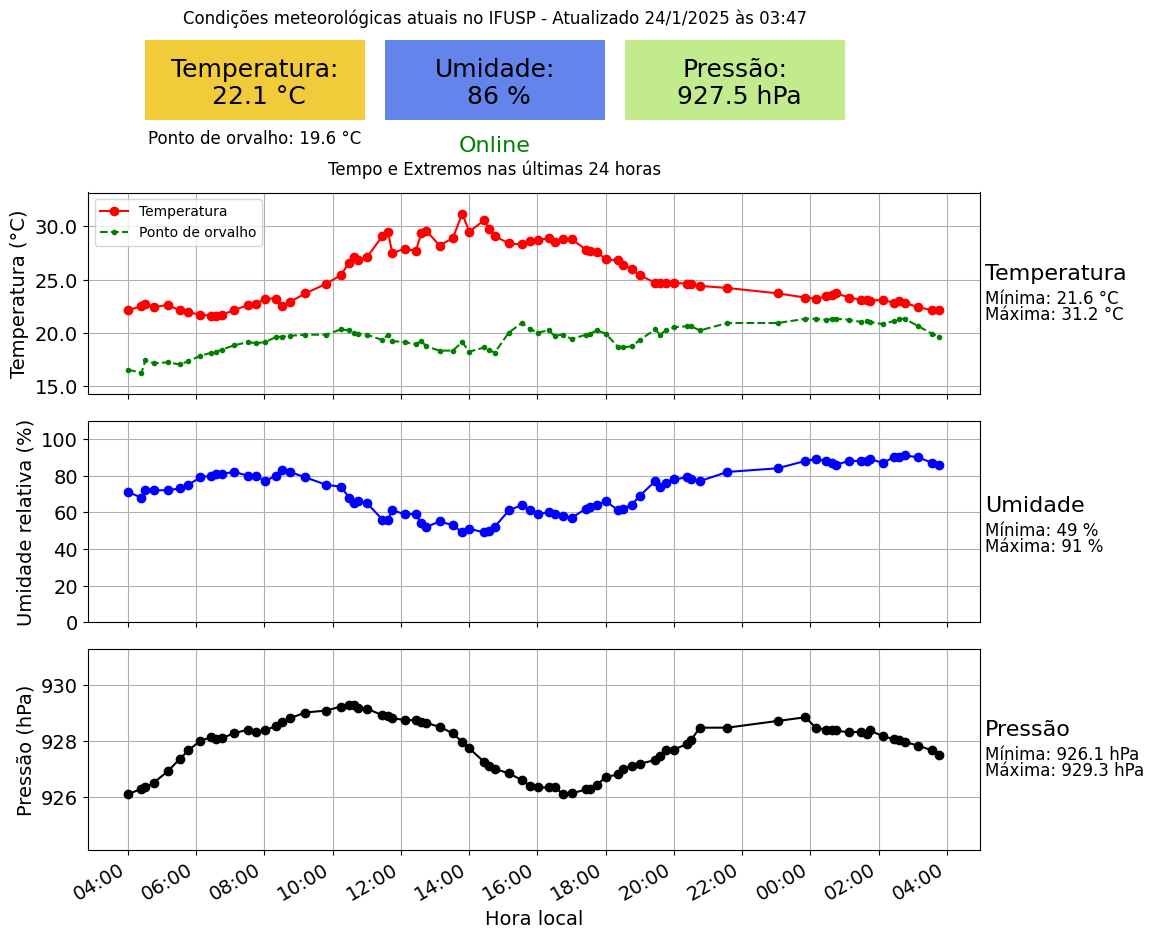 Condições meteorológicas atuais no IFUSP - Atualizado 24/1/2025 às 03:47
Temperatura:
22.1 °C
Umidade:
86 %
Pressão:
927.5 hPa
Ponto de orvalho: 19.6 °C
Online
Tempo e Extremos nas últimas 24 horas
Temperatura (°C)
30.0
25.0
20.0
15.0
Temperatura
Ponto de orvalho
Temperatura
Mínima: 21.6 °C
Máxima: 31.2 °C
Umidade relativa (%)
100
80
60
40
20
0
Umidade
Mínima: 49 %
Máxima: 91 %
Pressão (hPa)
930
928
926
Pressão
Mínima: 926.1 hPa
Máxima: 929.3 hPa
04:00 06:00 08:00 10:00 12:00 14:00 16:00 18:00 20:00 22:00 00:00 02:00 04:00
Hora local